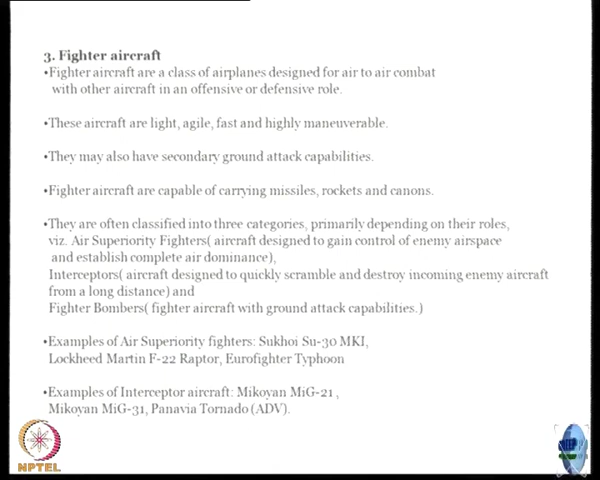 3. Fighter aircraft
•Fighter aircraft are a class of airplanes designed for air to air combat
with other aircraft in an offensive or defensive role.
•These aircraft are light, agile, fast and highly maneuverable.
•They may also have secondary ground attack capabilities.
•Fighter aircraft are capable of carrying missiles, rockets and canons.
•They are often classified into three categories, primarily depending on their roles,
viz. Air Superiority Fighters( aircraft designed to gain control of enemy airspace
and establish complete air dominance),
Interceptors( aircraft designed to quickly scramble and destroy incoming enemy aircraft
from a long distance) and
Fighter Bombers( fighter aircraft with ground attack capabilities.)
•Examples of Air Superiority fighters: Sukhoi Su-30 MKI,
Lockheed Martin F-22 Raptor, Eurofighter Typhoon
•Examples of Interceptor aircraft: Mikoyan MiG-21 ,
Mikoyan MiG-31, Panavia Tornado (ADV).
NPTEL